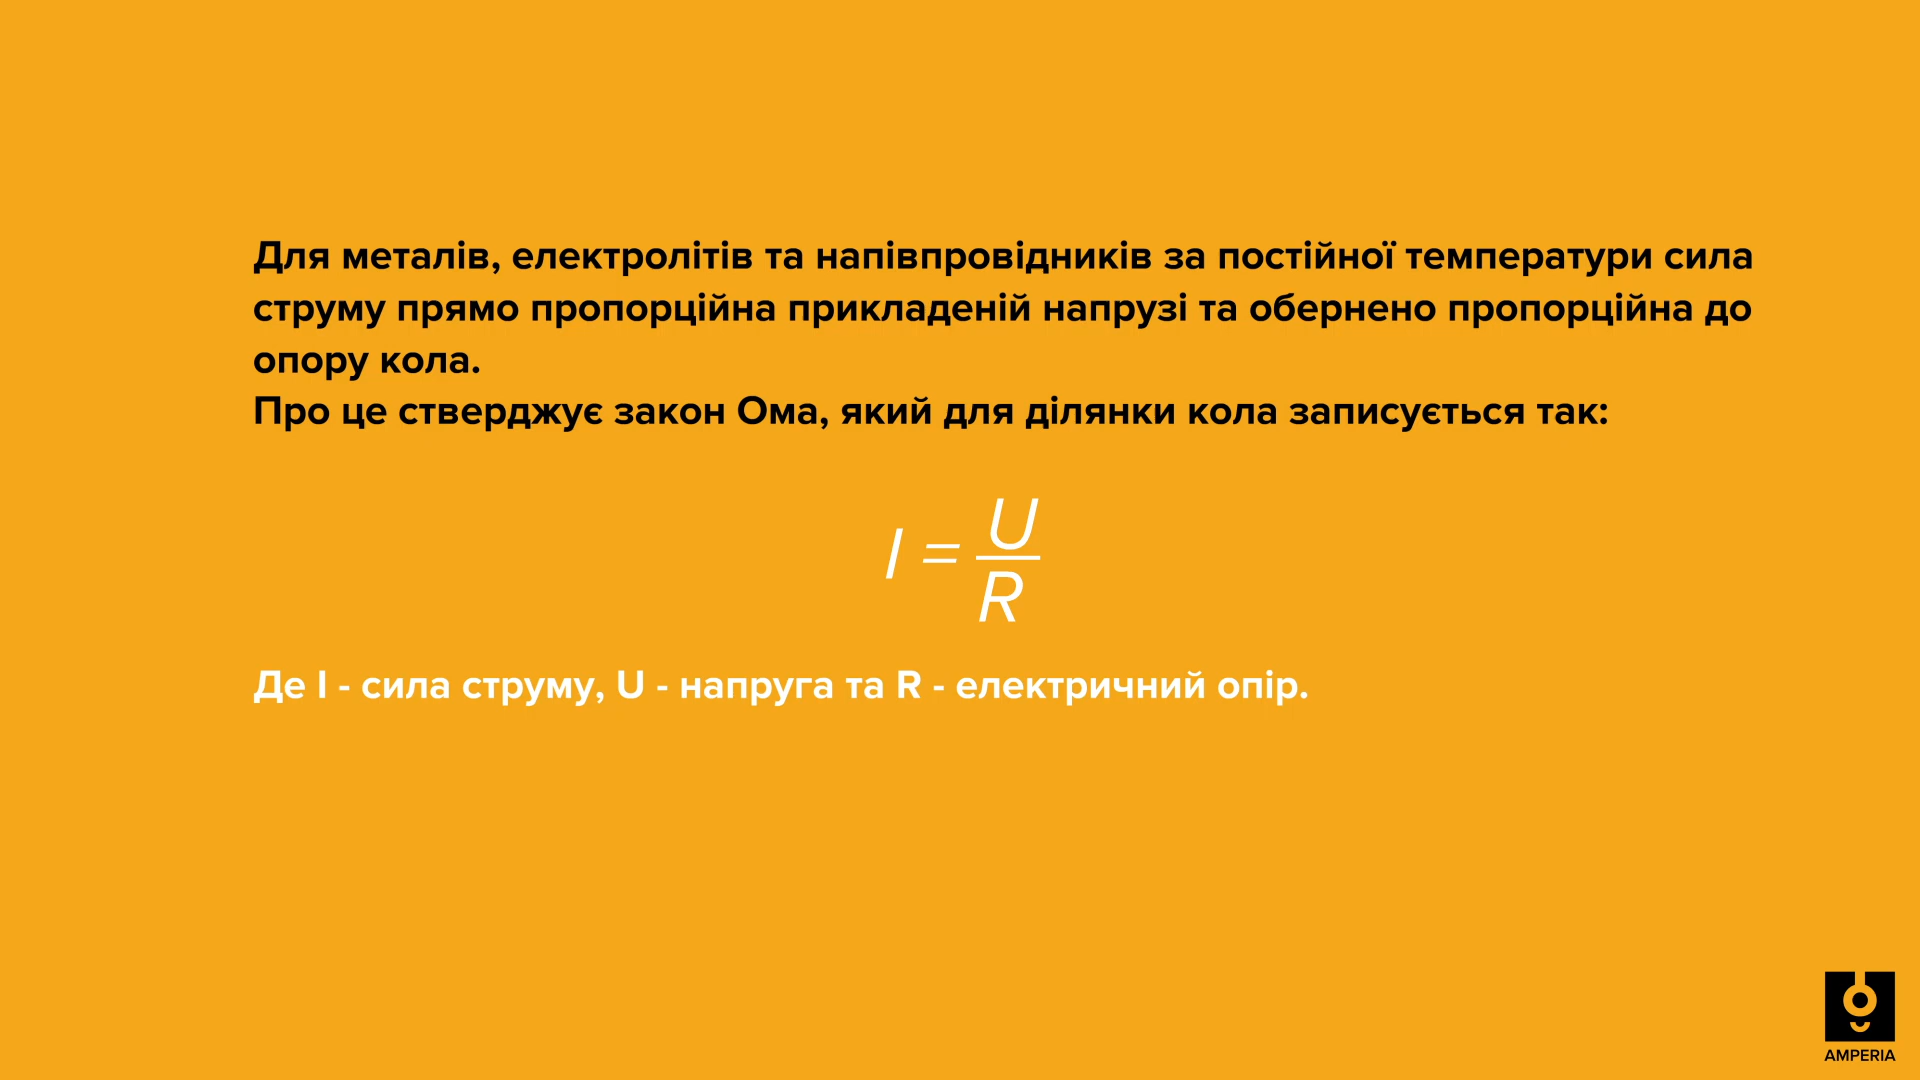 Для металів, електролітів та напівпровідників за постійної температури сила
струму прямо пропорційна прикладеній напрузі та обернено пропорційна до
опору кола.
Про це стверджує закон Ома, який для ділянки кола записується так:
I = U
R
Де I - сила струму, U - напруга та R - електричний опір.
AMPERIA